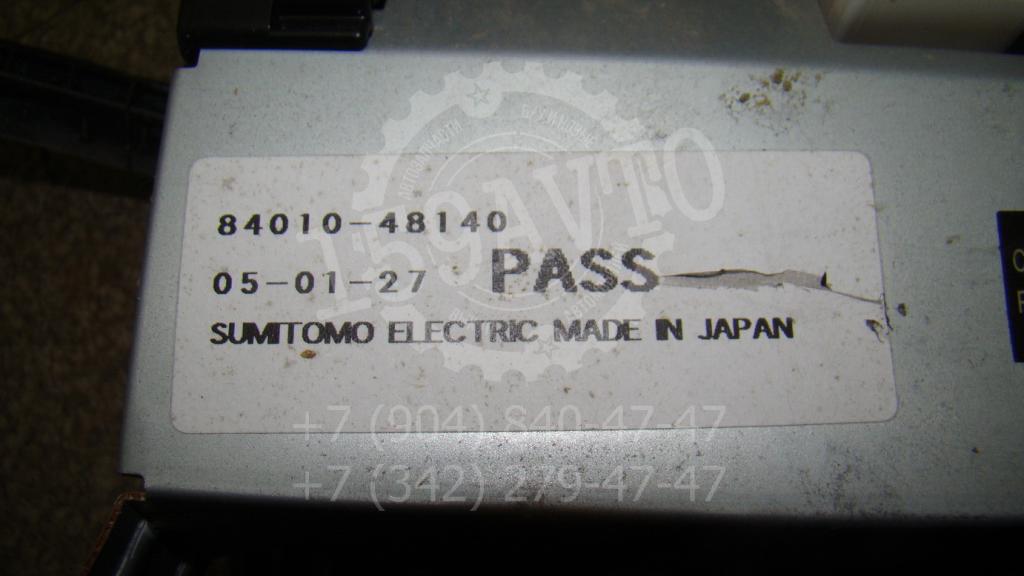 84010-48140
05-01-27 PASS
SUMITOMO ELECTRIC MADE IN JAPAN
159AVTO
АВТОЗАПЧАСТИ
+7 (904) 840-47-47
+7 (342) 279-47-47